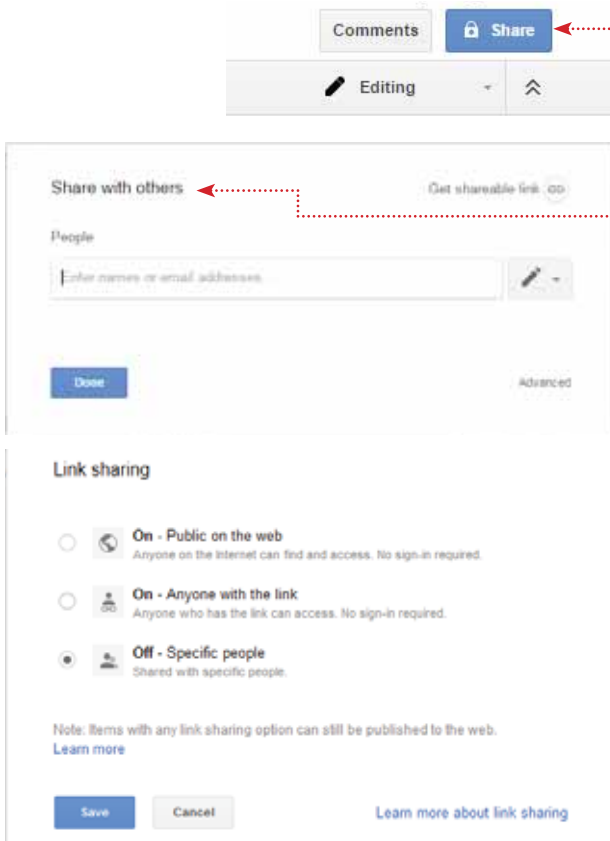 Comments Share
Editing
Share with others Get shareable link
People
Enter names or email addresses...
Done Advanced
Link sharing
On - Public on the web
Anyone on the Internet can find and access. No sign-in required.
On - Anyone with the link
Anyone who has the link can access. No sign-in required.
Off - Specific people
Shared with specific people.
Note: Items with any link sharing option can still be published to the web.
Learn more
Save Cancel Learn more about link sharing